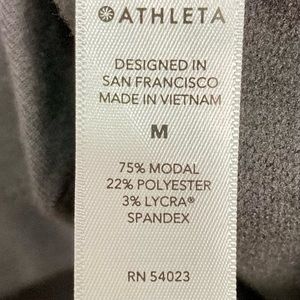 ATHLETA
DESIGNED IN
SAN FRANCISCO
MADE IN VIETNAM
M
75% MODAL
22% POLYESTER
3% LYCRA®
SPANDEX
RN 54023